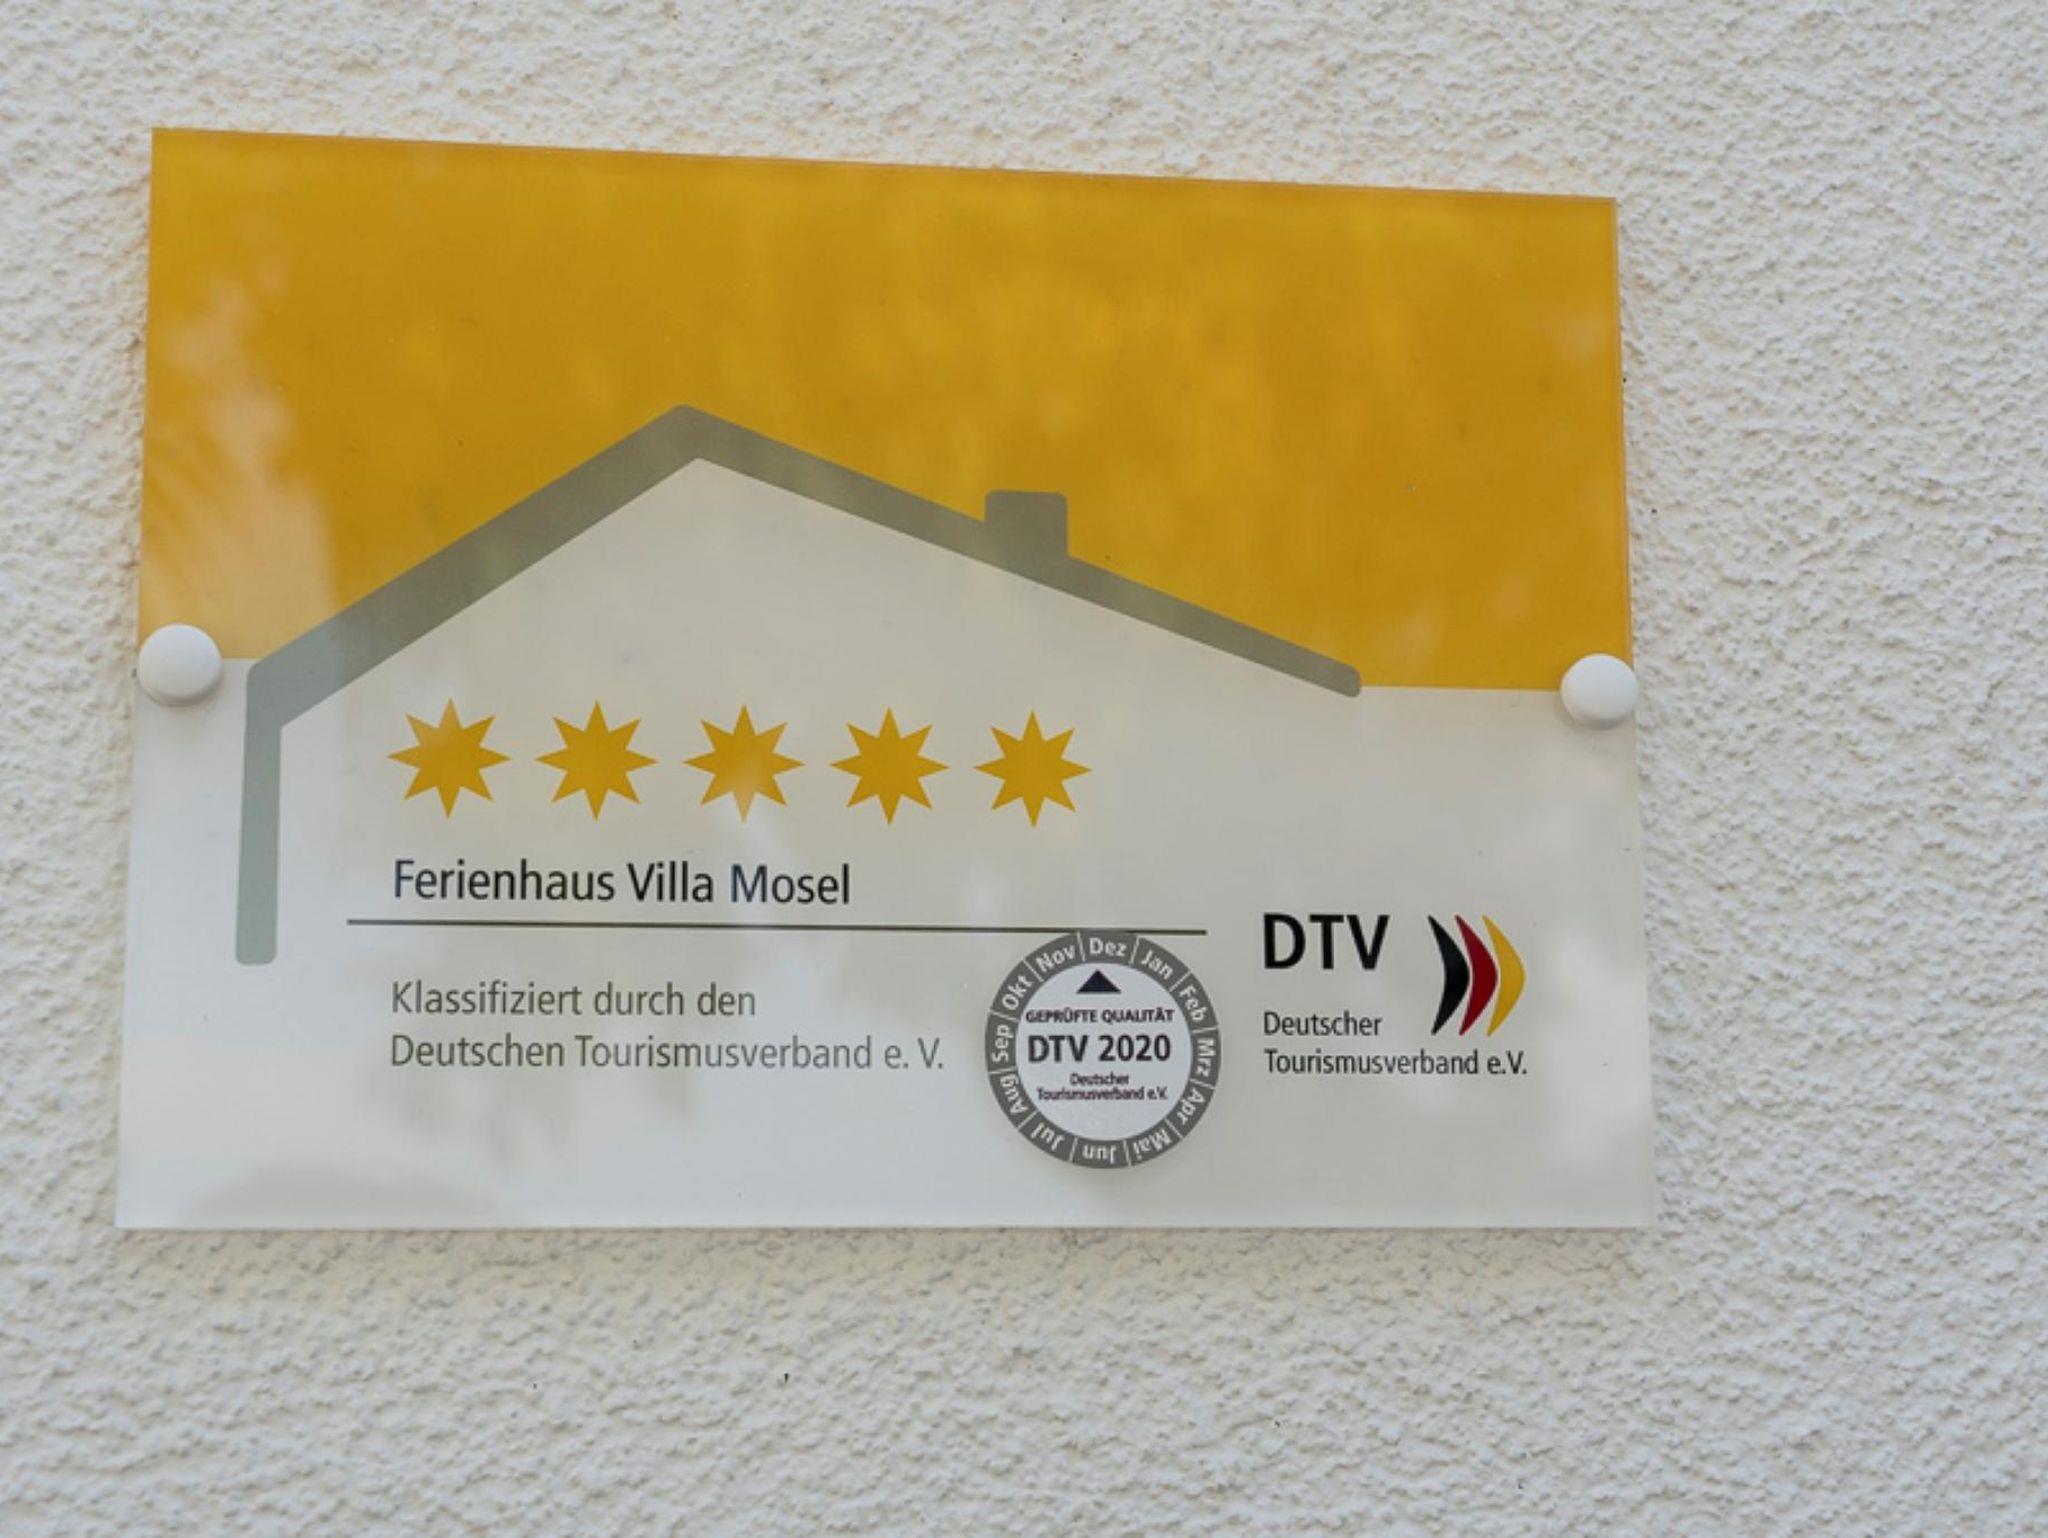 Ferienhaus Villa Mosel
Klassifiziert durch den
Deutschen Tourismusverband e. V.
Nov Dez Jan Feb Mrz Apr Mai Jun Jul Aug Sep Okt
GEPRÜFTE QUALITÄT
DTV 2020
Deutscher
Tourismusverband e.V.
DTV
Deutscher
Tourismusverband e.V.